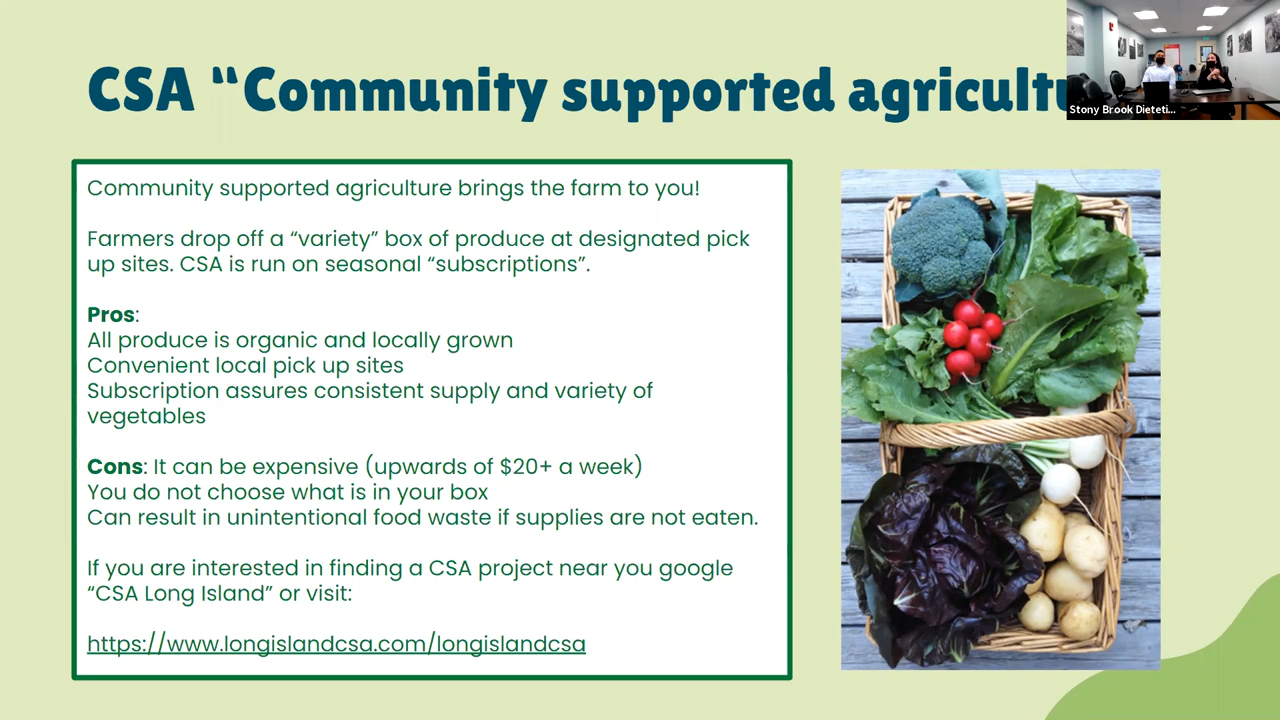 CSA “Community supported agricultu
Stony Brook Dieteti...
Community supported agriculture brings the farm to you!
Farmers drop off a “variety” box of produce at designated pick
up sites. CSA is run on seasonal “subscriptions”.
Pros:
All produce is organic and locally grown
Convenient local pick up sites
Subscription assures consistent supply and variety of
vegetables
Cons: It can be expensive (upwards of $20+ a week)
You do not choose what is in your box
Can result in unintentional food waste if supplies are not eaten.
If you are interested in finding a CSA project near you google
“CSA Long Island” or visit:
https://www.longislandcsa.com/longislandcsa